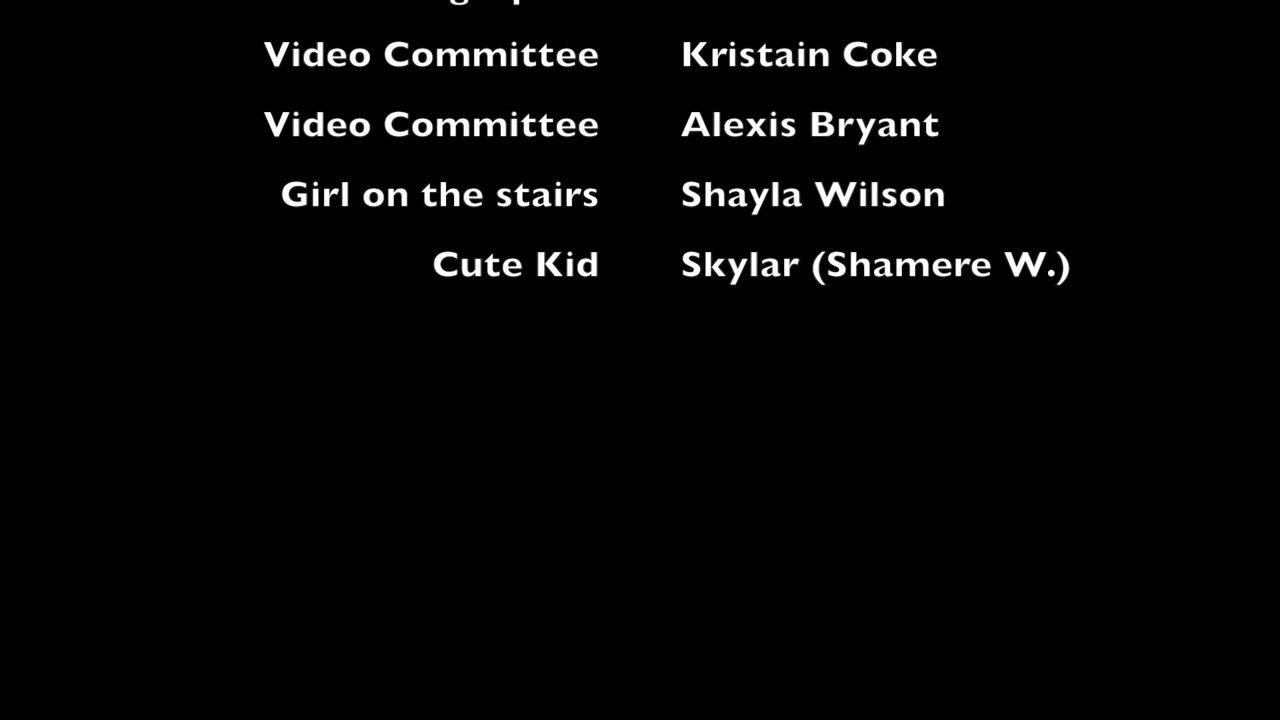 Video Committee Kristain Coke
Video Committee Alexis Bryant
Girl on the stairs Shayla Wilson
Cute Kid Skylar (Shamere W.)